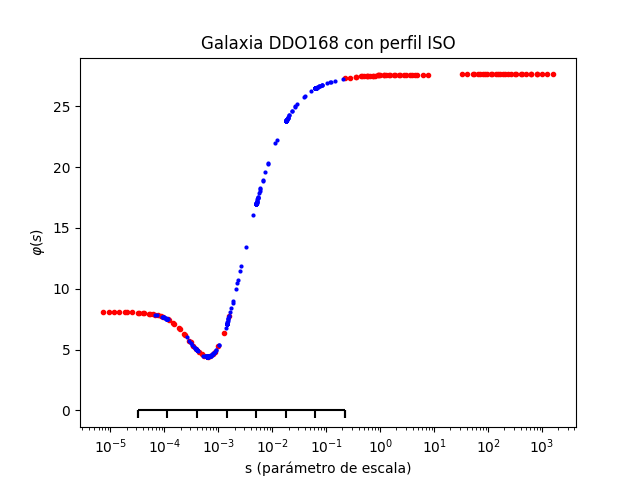 Galaxia DDO168 con perfil ISO
φ(s)
25
20
15
10
5
0
10⁻⁵ 10⁻⁴ 10⁻³ 10⁻² 10⁻¹ 10⁰ 10¹ 10² 10³
s (parámetro de escala)